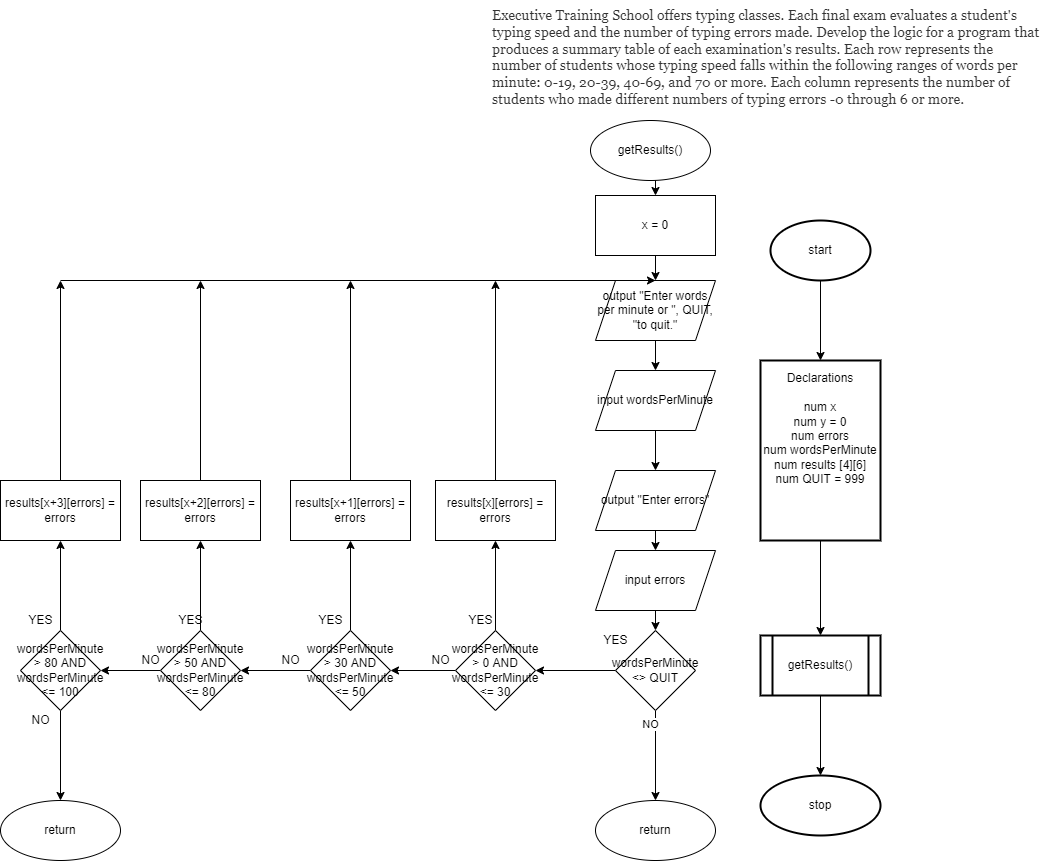 Executive Training School offers typing classes. Each final exam evaluates a student's
typing speed and the number of typing errors made. Develop the logic for a program that
produces a summary table of each examination's results. Each row represents the
number of students whose typing speed falls within the following ranges of words per
minute: 0-19, 20-39, 40-69, and 70 or more. Each column represents the number of
students who made different numbers of typing errors -0 through 6 or more.
getResults()
x = 0
output "Enter words
per minute or ", QUIT,
"to quit."
input wordsPerMinute
output "Enter errors"
input errors
wordsPerMinute
<> QUIT
YES
NO
return
wordsPerMinute
> 0 AND
wordsPerMinute
<= 30
YES
NO
results[x][errors] =
errors
wordsPerMinute
> 30 AND
wordsPerMinute
<= 50
YES
NO
results[x+1][errors] =
errors
wordsPerMinute
> 50 AND
wordsPerMinute
<= 80
YES
NO
results[x+2][errors] =
errors
wordsPerMinute
> 80 AND
wordsPerMinute
<= 100
YES
NO
results[x+3][errors] =
errors
return
start
Declarations
num x
num y = 0
num errors
num wordsPerMinute
num results [4][6]
num QUIT = 999
getResults()
stop